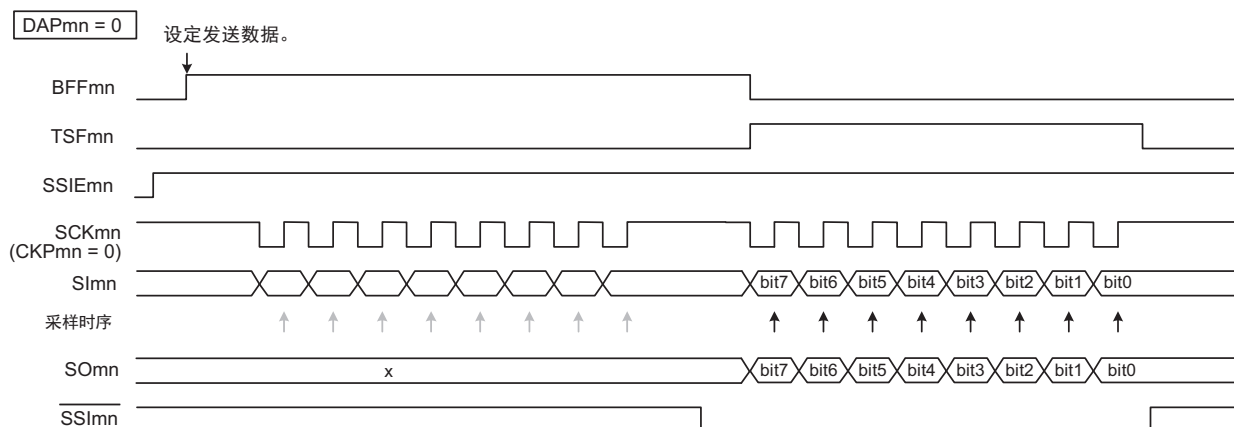 DAPmn = 0
设定发送数据。
BFFmn
TSFmn
SSIEmn
SCKmn
(CKPmn = 0)
SImn
bit7 bit6 bit5 bit4 bit3 bit2 bit1 bit0
采样时序
SOmn
x
bit7 bit6 bit5 bit4 bit3 bit2 bit1 bit0
SSImn